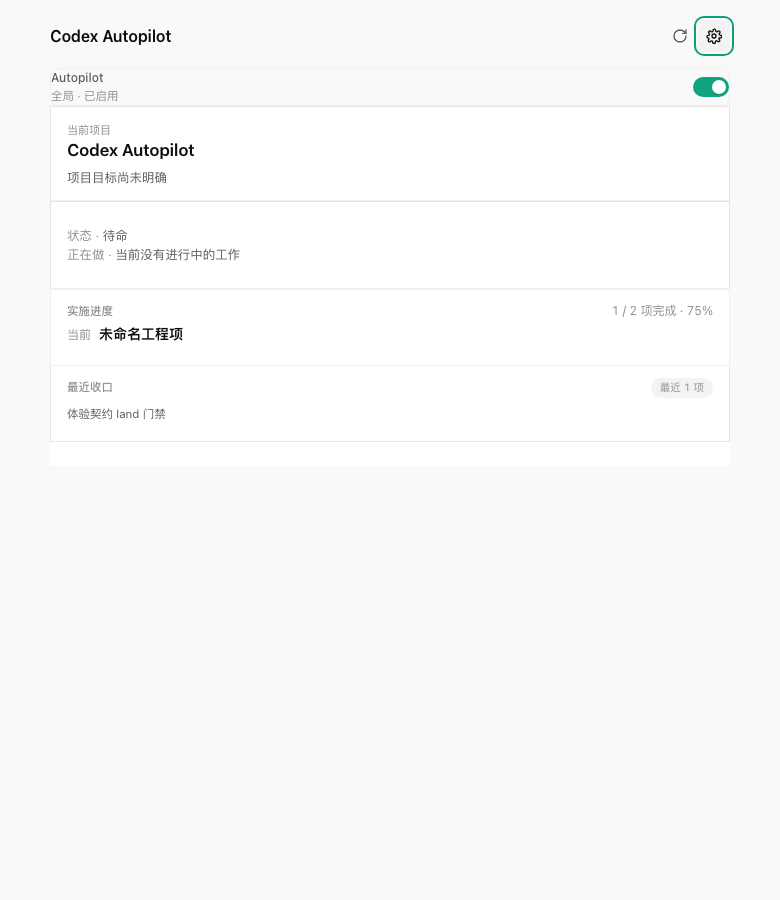 Codex Autopilot
Autopilot
全局 · 已启用
当前项目
Codex Autopilot
项目目标尚未明确
状态 · 待命
正在做 · 当前没有进行中的工作
实施进度
1 / 2 项完成 · 75%
当前 未命名工程项
最近收口
最近 1 项
体验契约 land 门禁